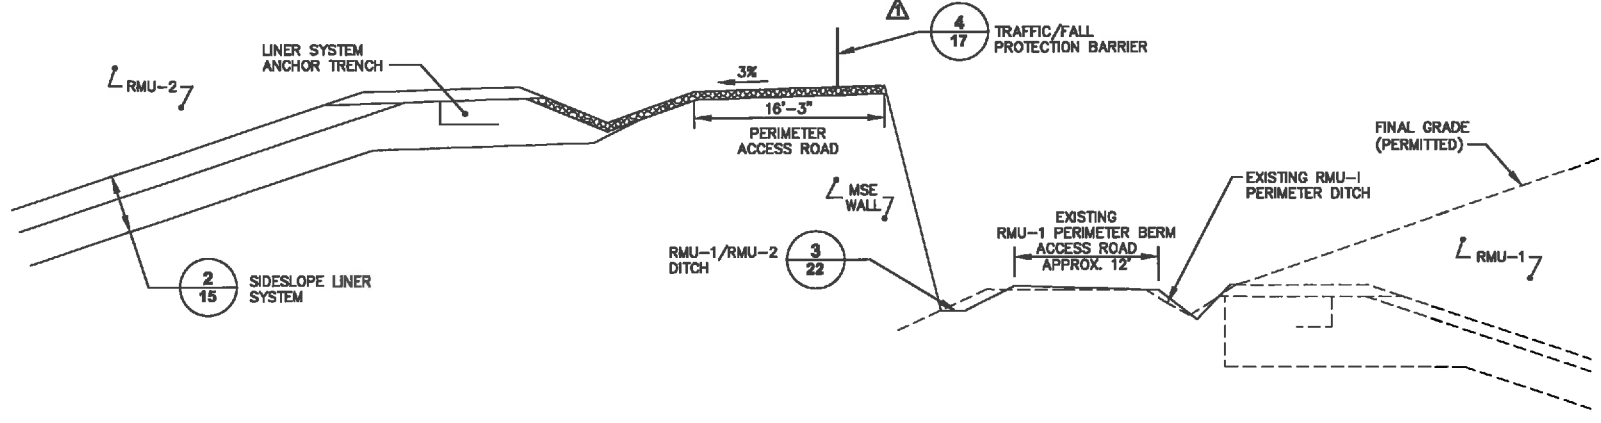 1
4
17
TRAFFIC/FALL
PROTECTION BARRIER
LINER SYSTEM
ANCHOR TRENCH
RMU-2
3%
16'-3"
PERIMETER
ACCESS ROAD
FINAL GRADE
(PERMITTED)
MSE
WALL
EXISTING RMU-1
PERIMETER DITCH
EXISTING
RMU-1 PERIMETER BERM
ACCESS ROAD
APPROX. 12'
RMU-1/RMU-2
DITCH
3
22
RMU-1
2
15
SIDESLOPE LINER
SYSTEM